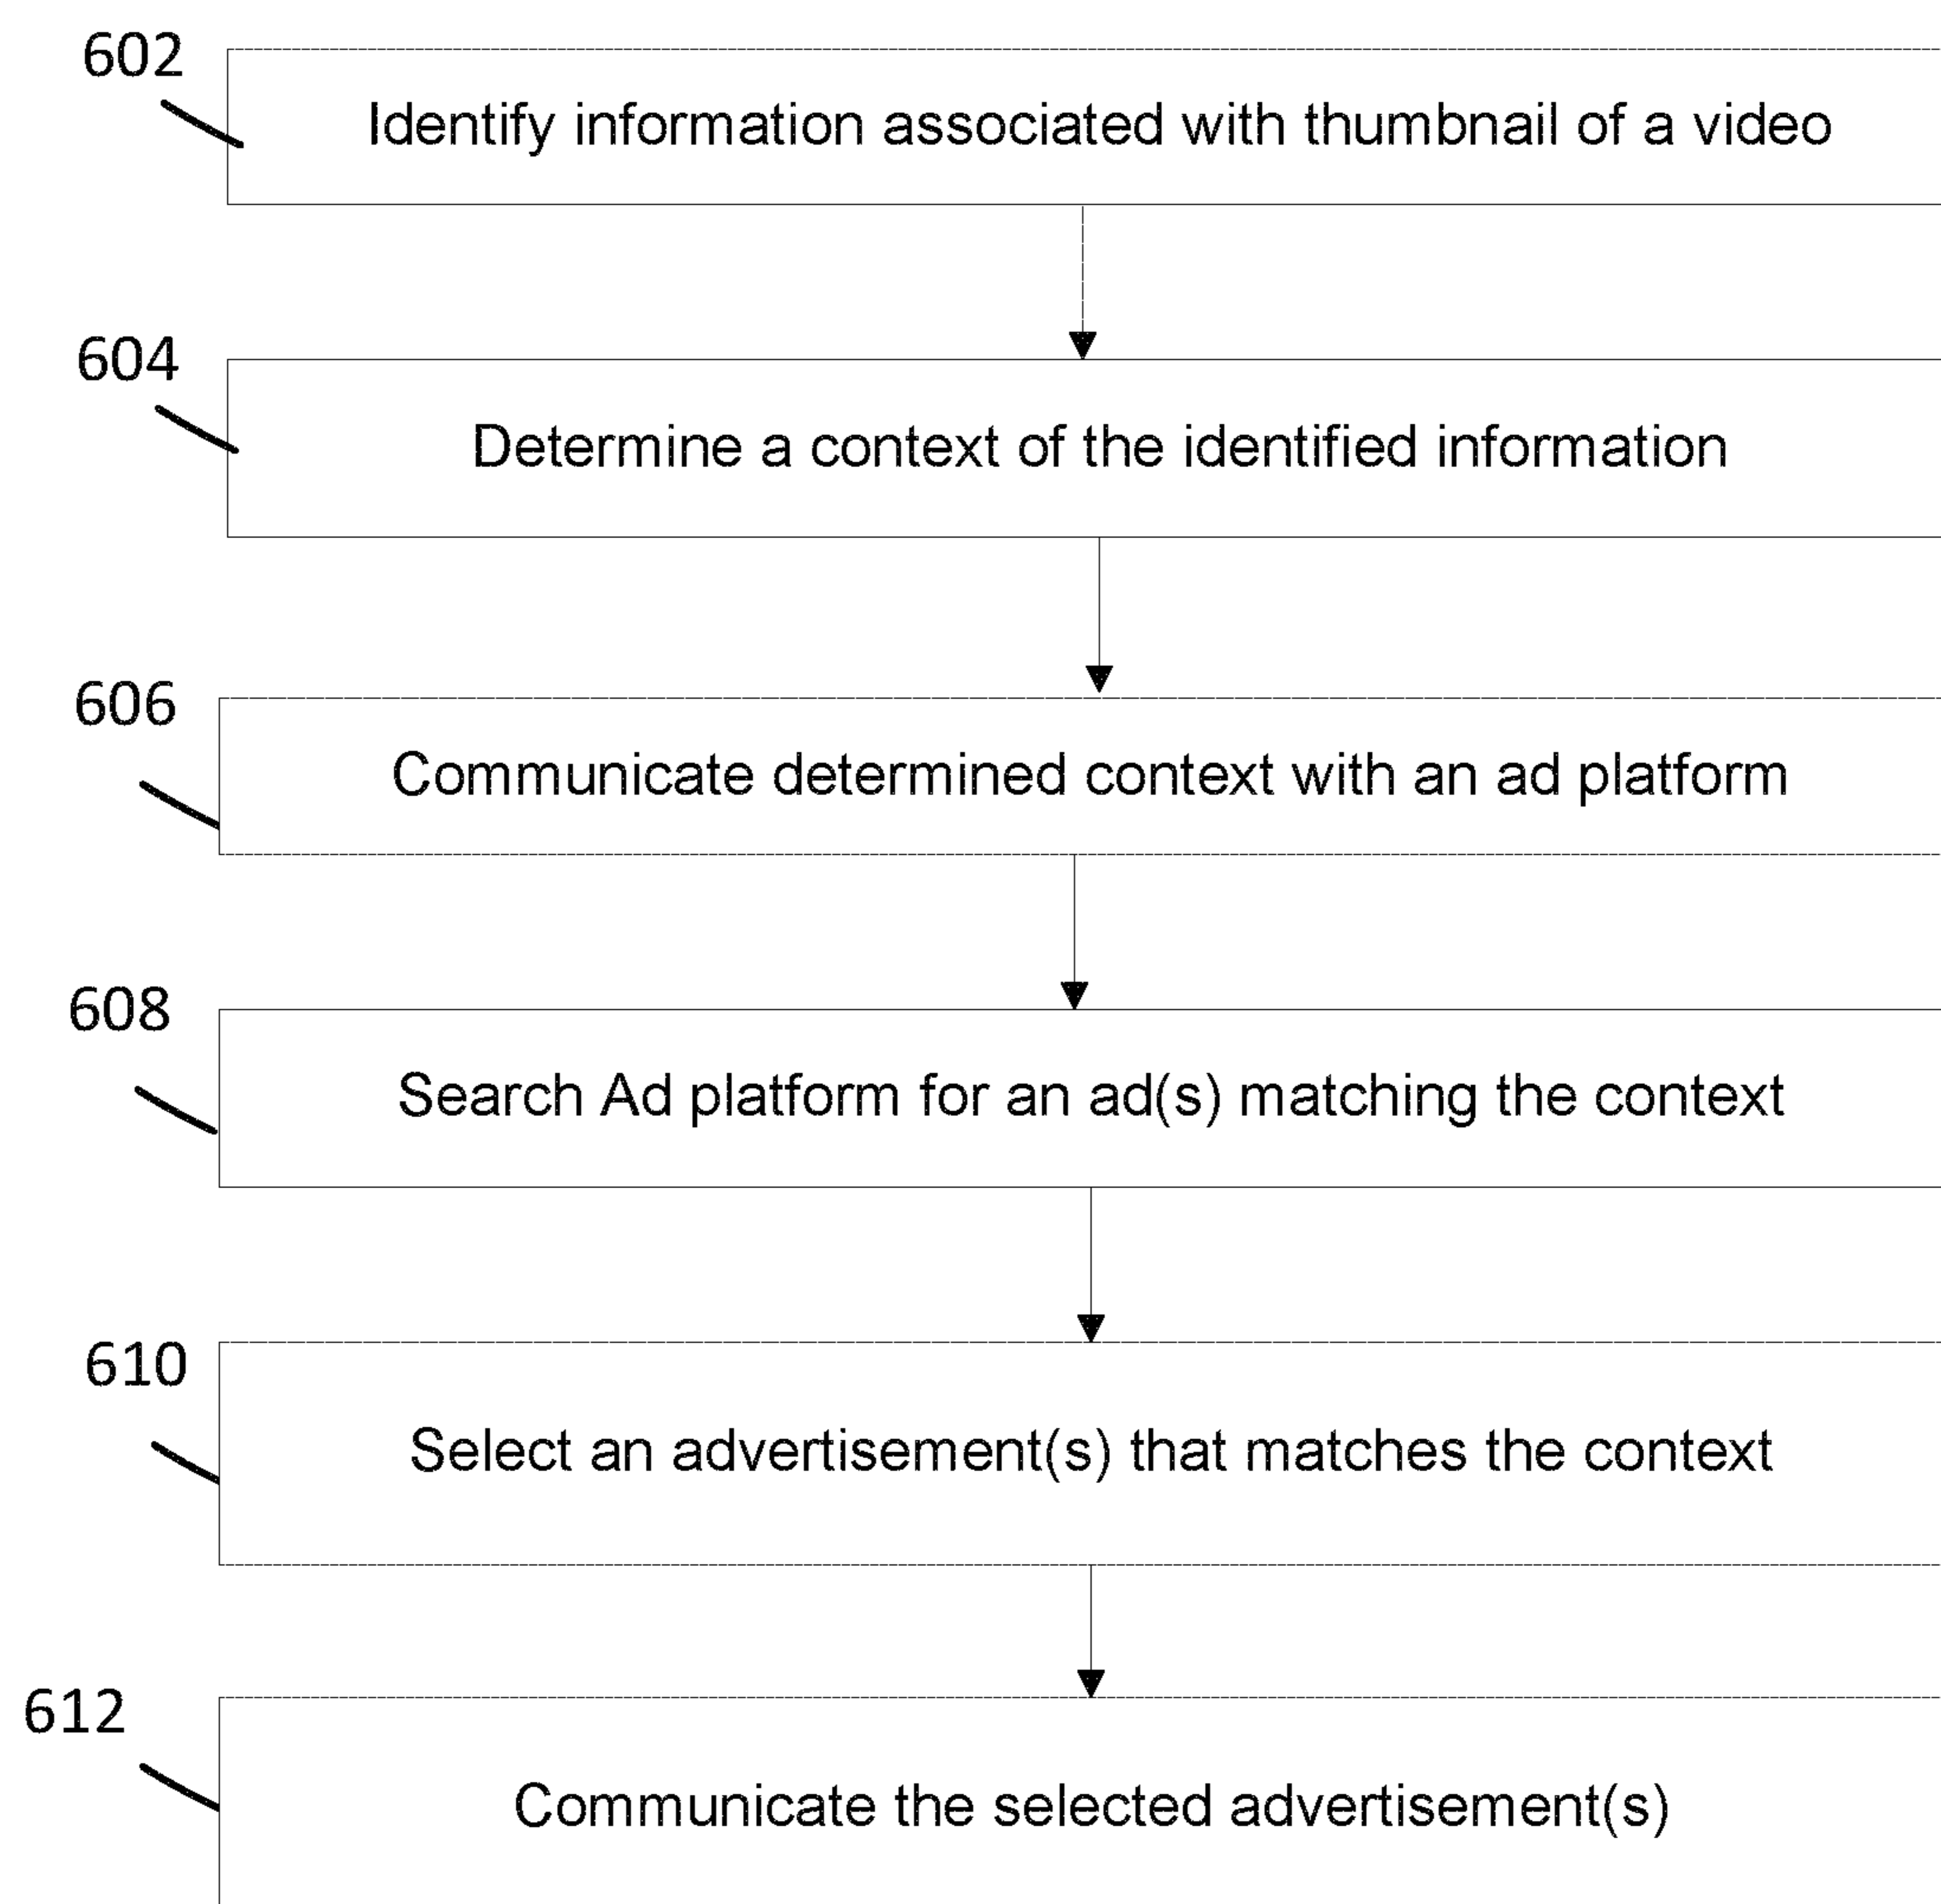 602
Identify information associated with thumbnail of a video
604
Determine a context of the identified information
606
Communicate determined context with an ad platform
608
Search Ad platform for an ad(s) matching the context
610
Select an advertisement(s) that matches the context
612
Communicate the selected advertisement(s)